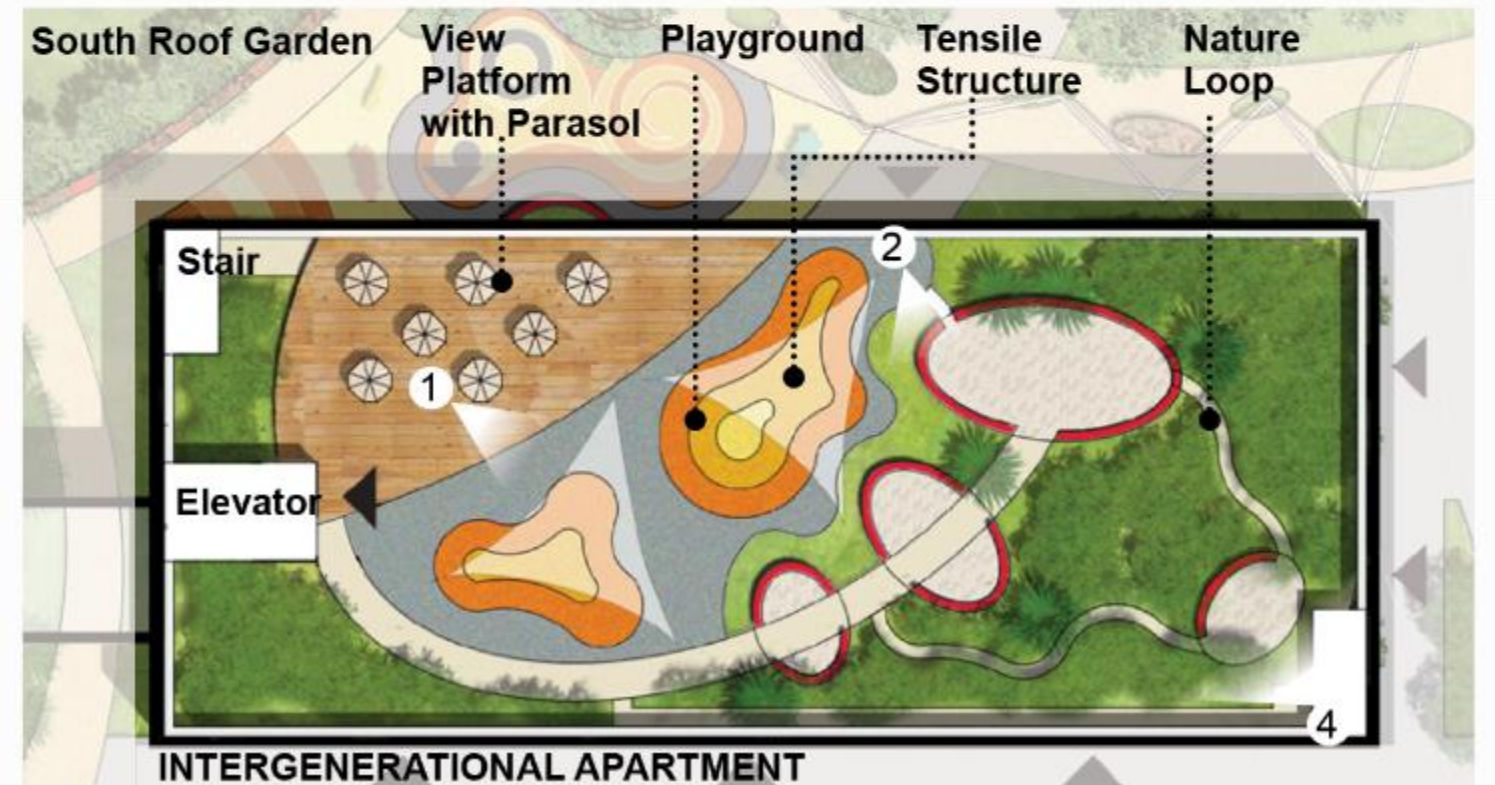 South Roof Garden
View
Platform
with Parasol
Playground
Tensile
Structure
Nature
Loop
Stair
2
1
Elevator
4
INTERGENERATIONAL APARTMENT